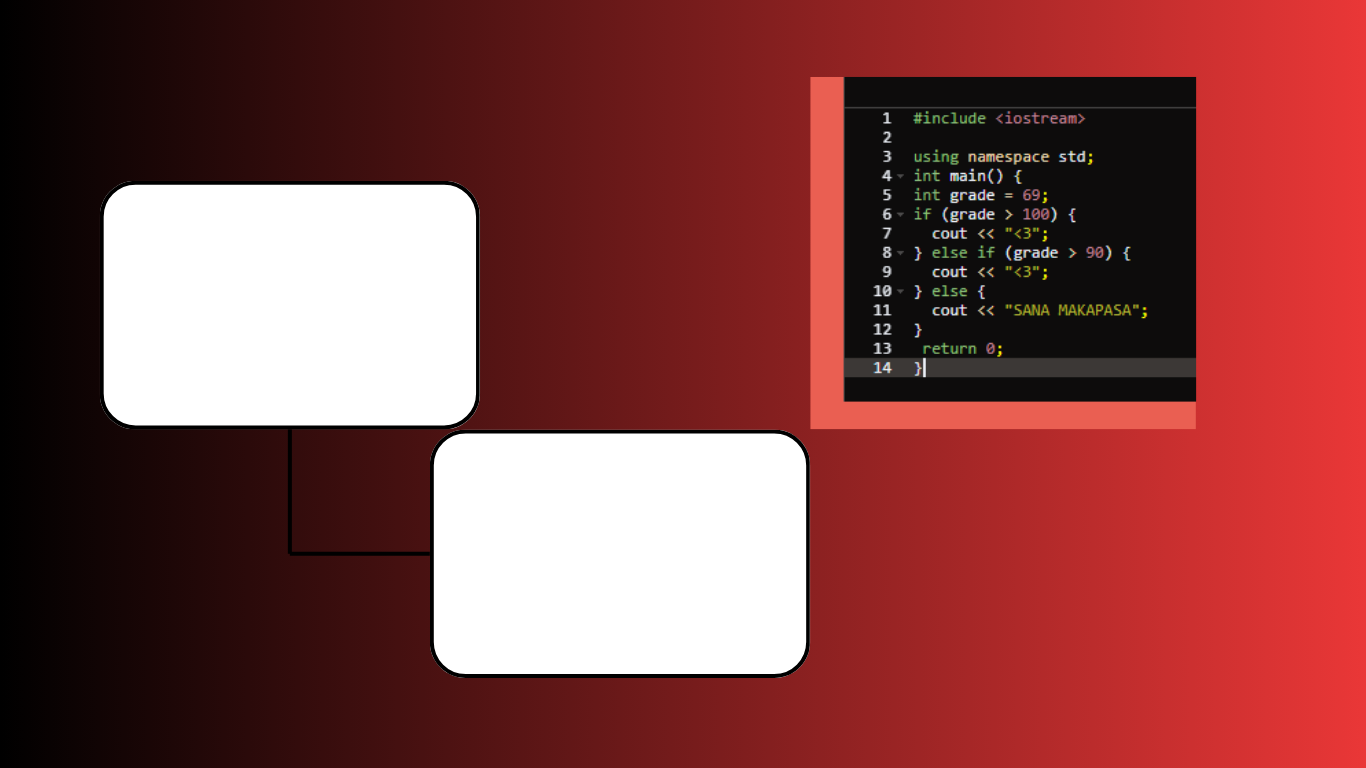 1 #include <iostream>
2
3 using namespace std;
4 int main() {
5 int grade = 69;
6 if (grade > 100) {
7 cout << "<3";
8 } else if (grade > 90) {
9 cout << "<3";
10 } else {
11 cout << "SANA MAKAPASA";
12 }
13 return 0;
14 }